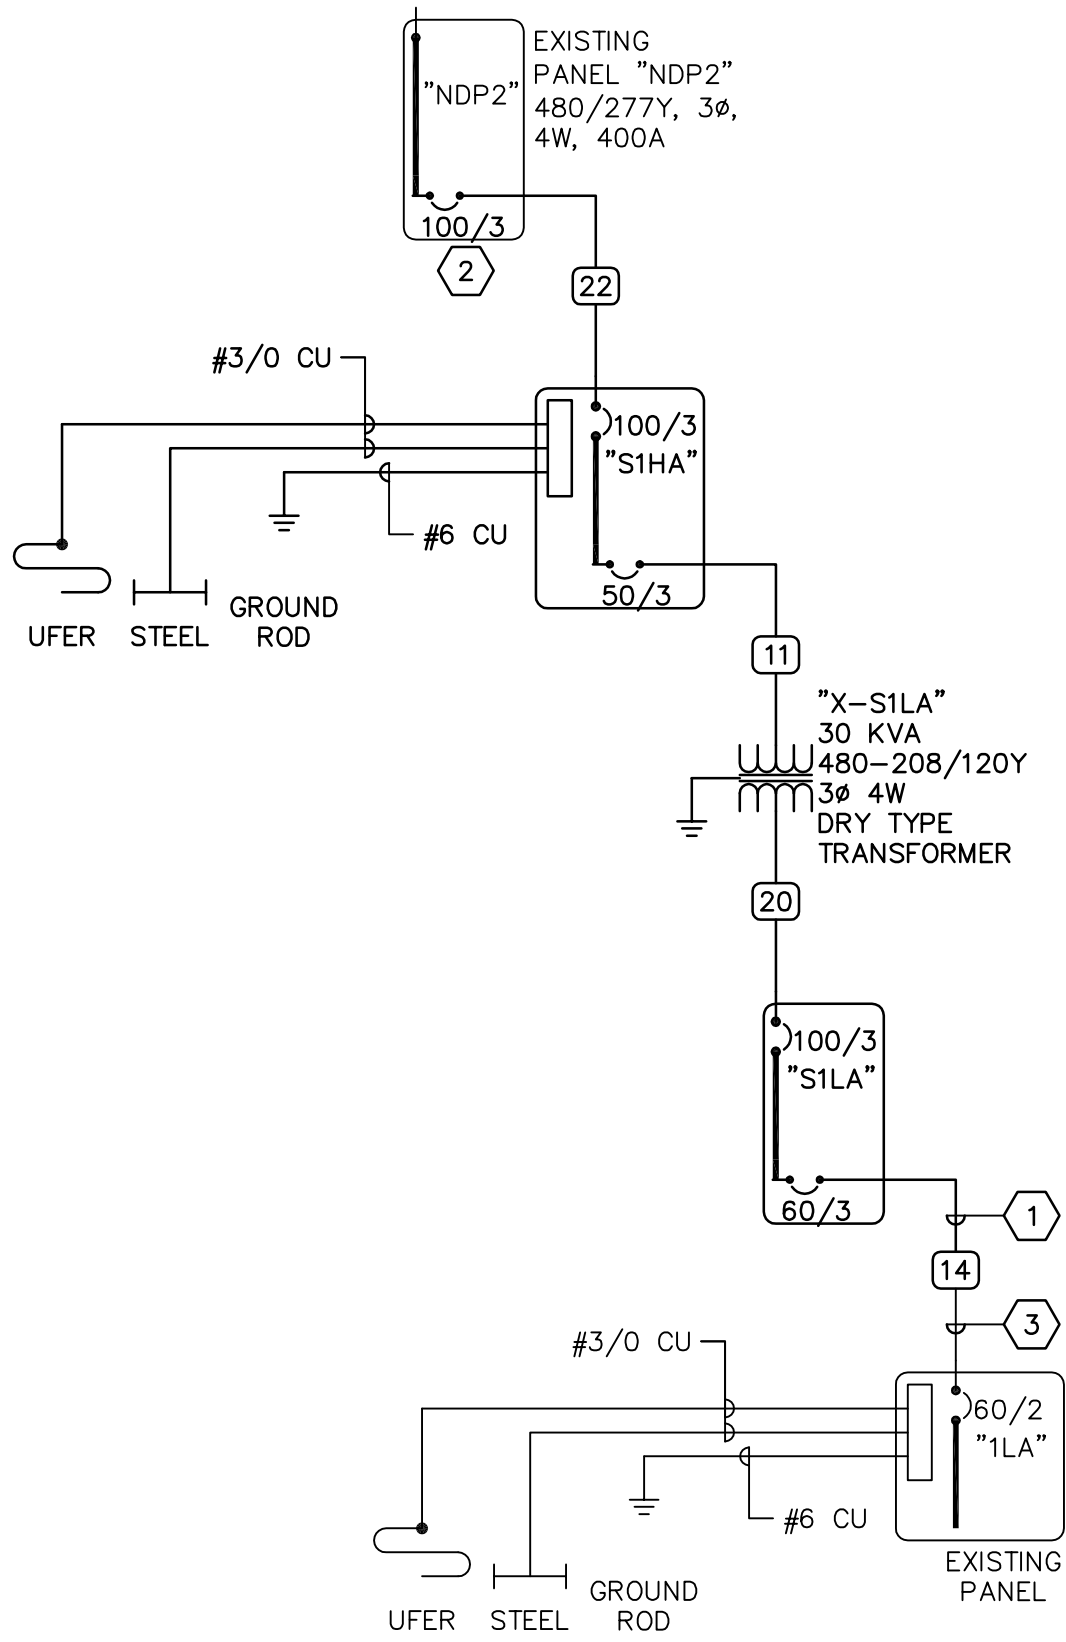 EXISTING
PANEL "NDP2"
480/277Y, 3ø,
4W, 400A
"NDP2"
100/3
2
22
#3/0 CU
100/3
"S1HA"
#6 CU
50/3
UFER
STEEL
GROUND
ROD
11
"X-S1LA"
30 KVA
480-208/120Y
3ø 4W
DRY TYPE
TRANSFORMER
20
100/3
"S1LA"
60/3
1
14
3
#3/0 CU
60/2
"1LA"
#6 CU
EXISTING
PANEL
UFER
STEEL
GROUND
ROD